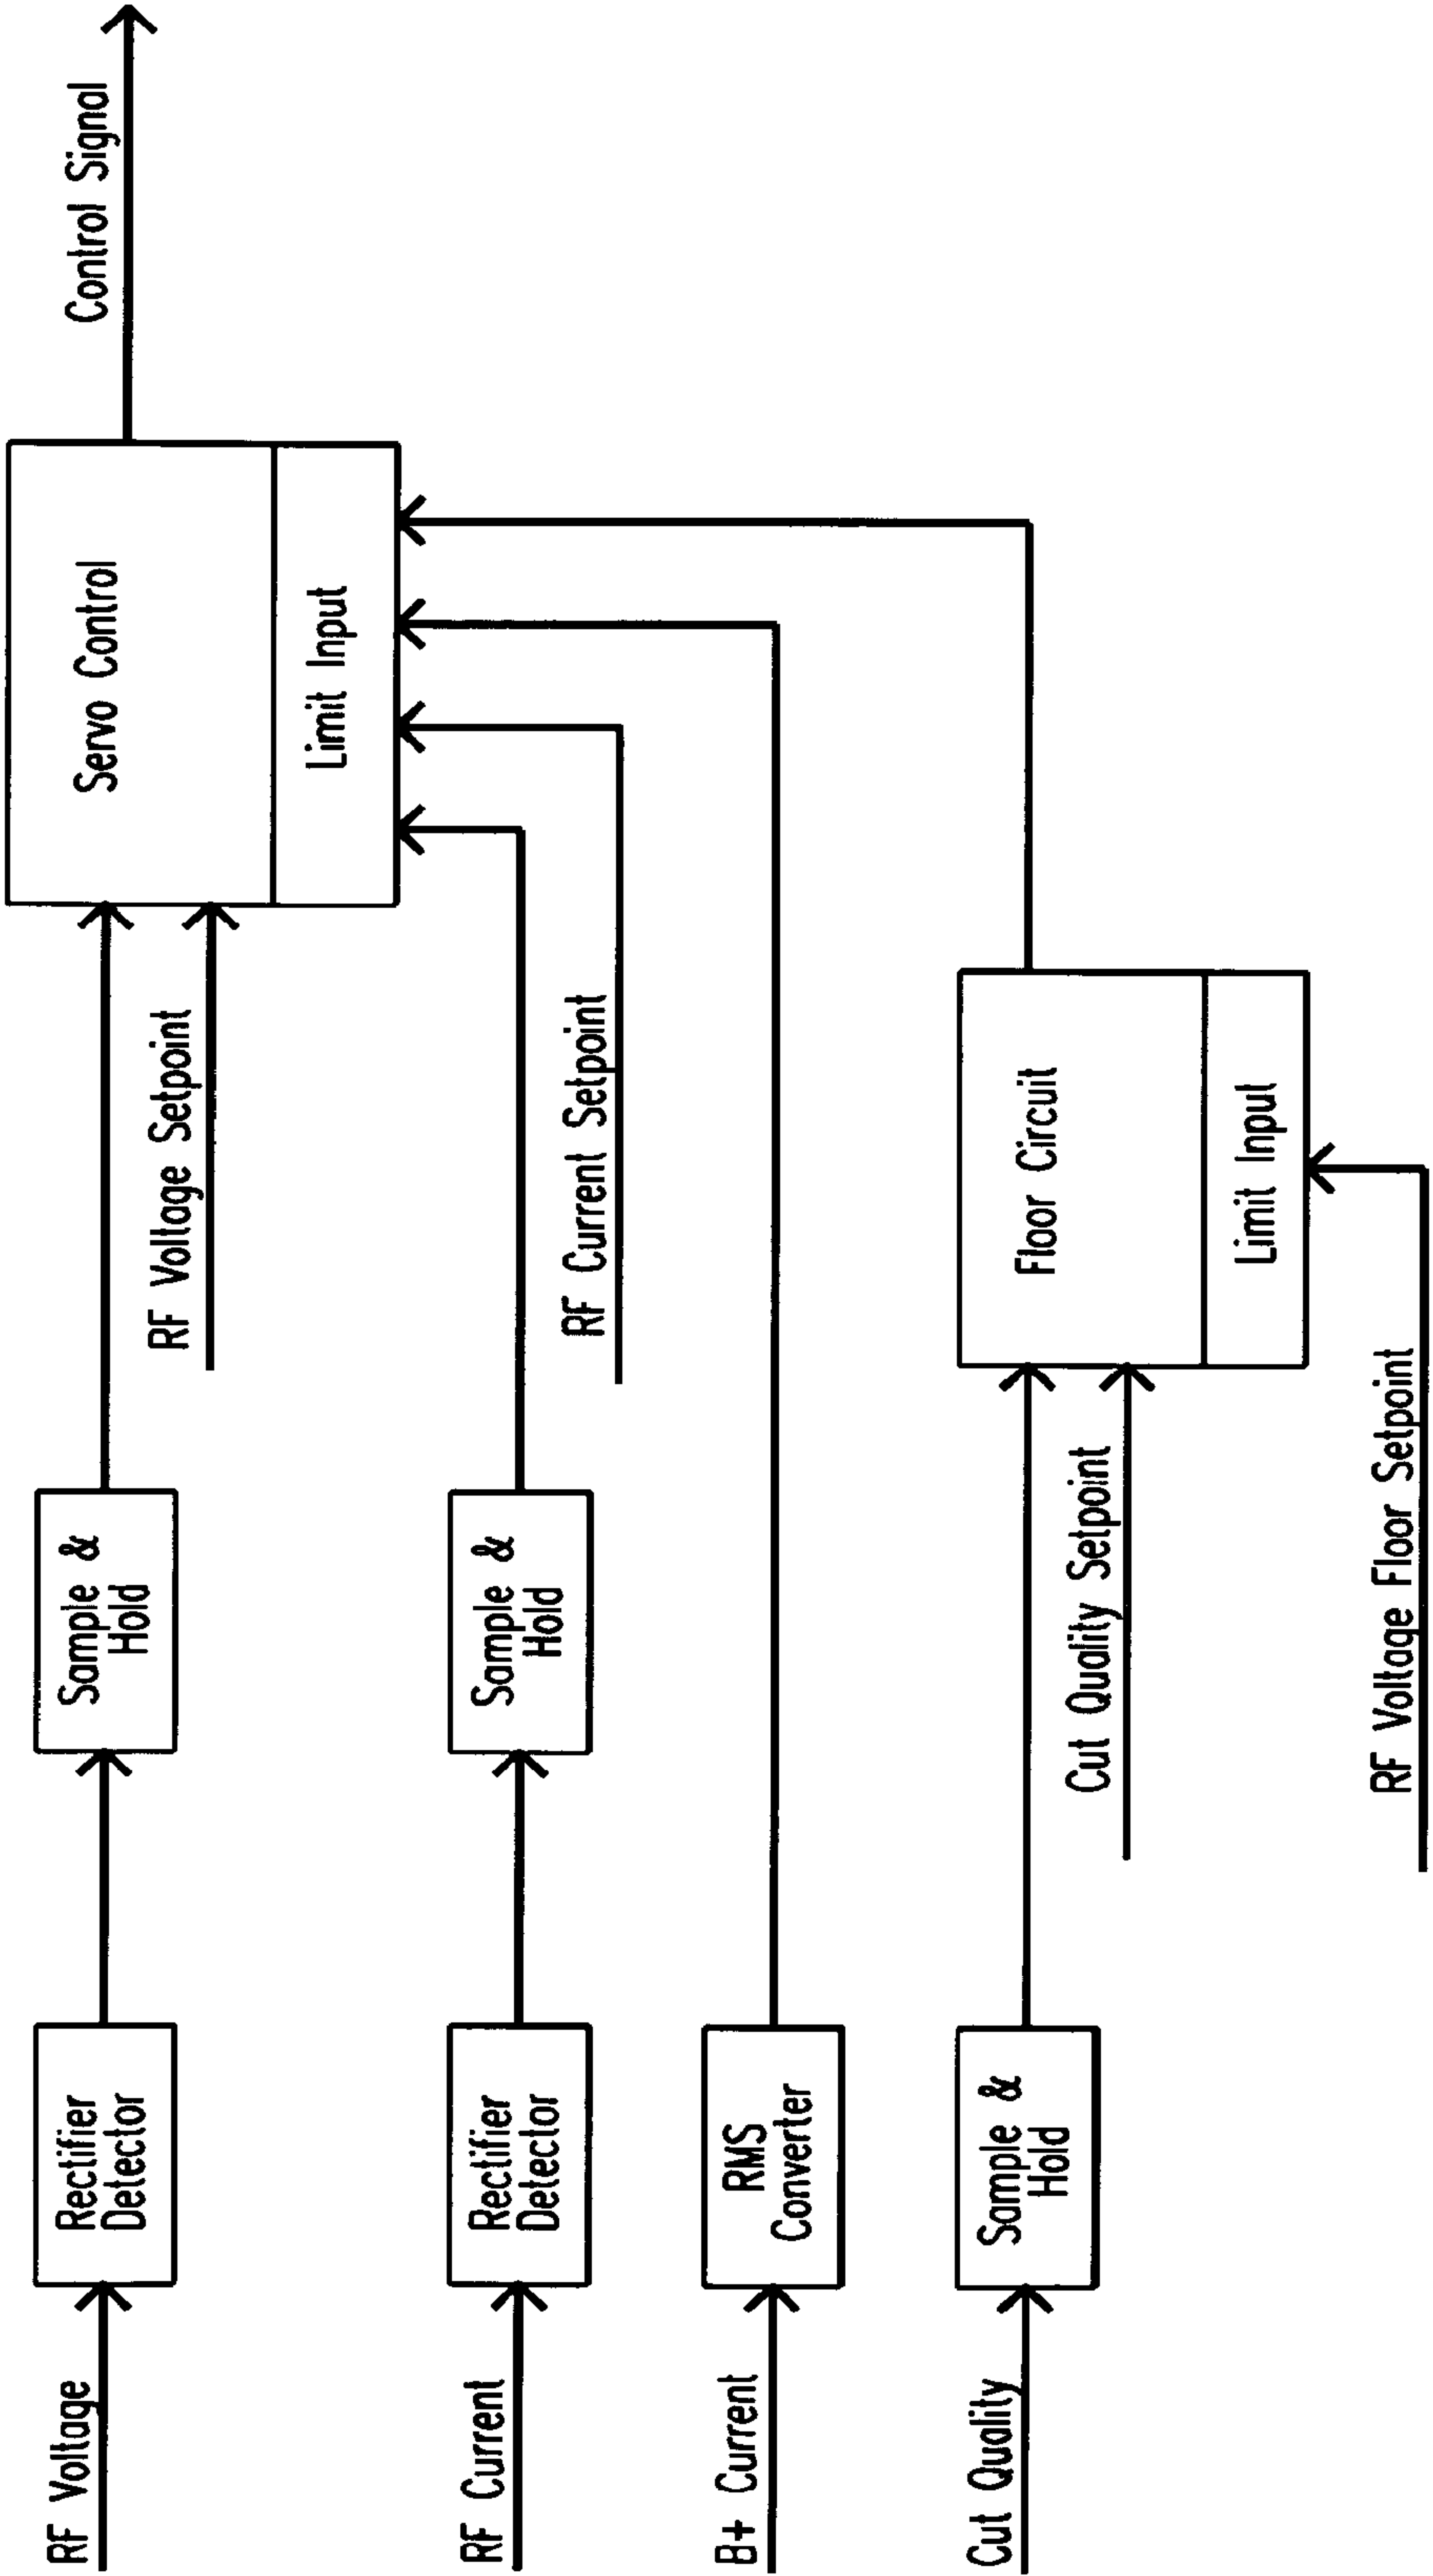 RF Voltage
Rectifier
Detector
Sample &
Hold
RF Voltage Setpoint
Servo Control
Limit Input
Control Signal
RF Current
Rectifier
Detector
Sample &
Hold
RF Current Setpoint
B+ Current
RMS
Converter
Cut Quality
Sample &
Hold
Cut Quality Setpoint
Floor Circuit
Limit Input
RF Voltage Floor Setpoint